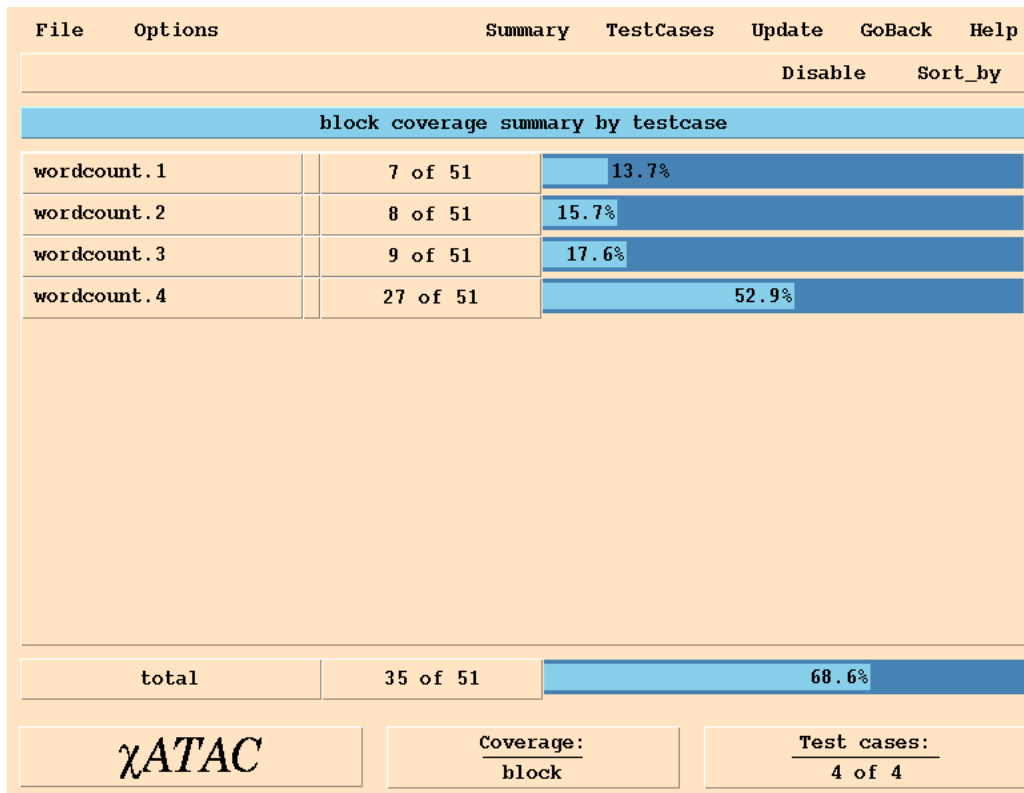 File Options Summary TestCases Update GoBack Help
Disable Sort_by
block coverage summary by testcase
wordcount.1 7 of 51 13.7%
wordcount.2 8 of 51 15.7%
wordcount.3 9 of 51 17.6%
wordcount.4 27 of 51 52.9%
total 35 of 51 68.6%
χATAC Coverage: Test cases:
block 4 of 4